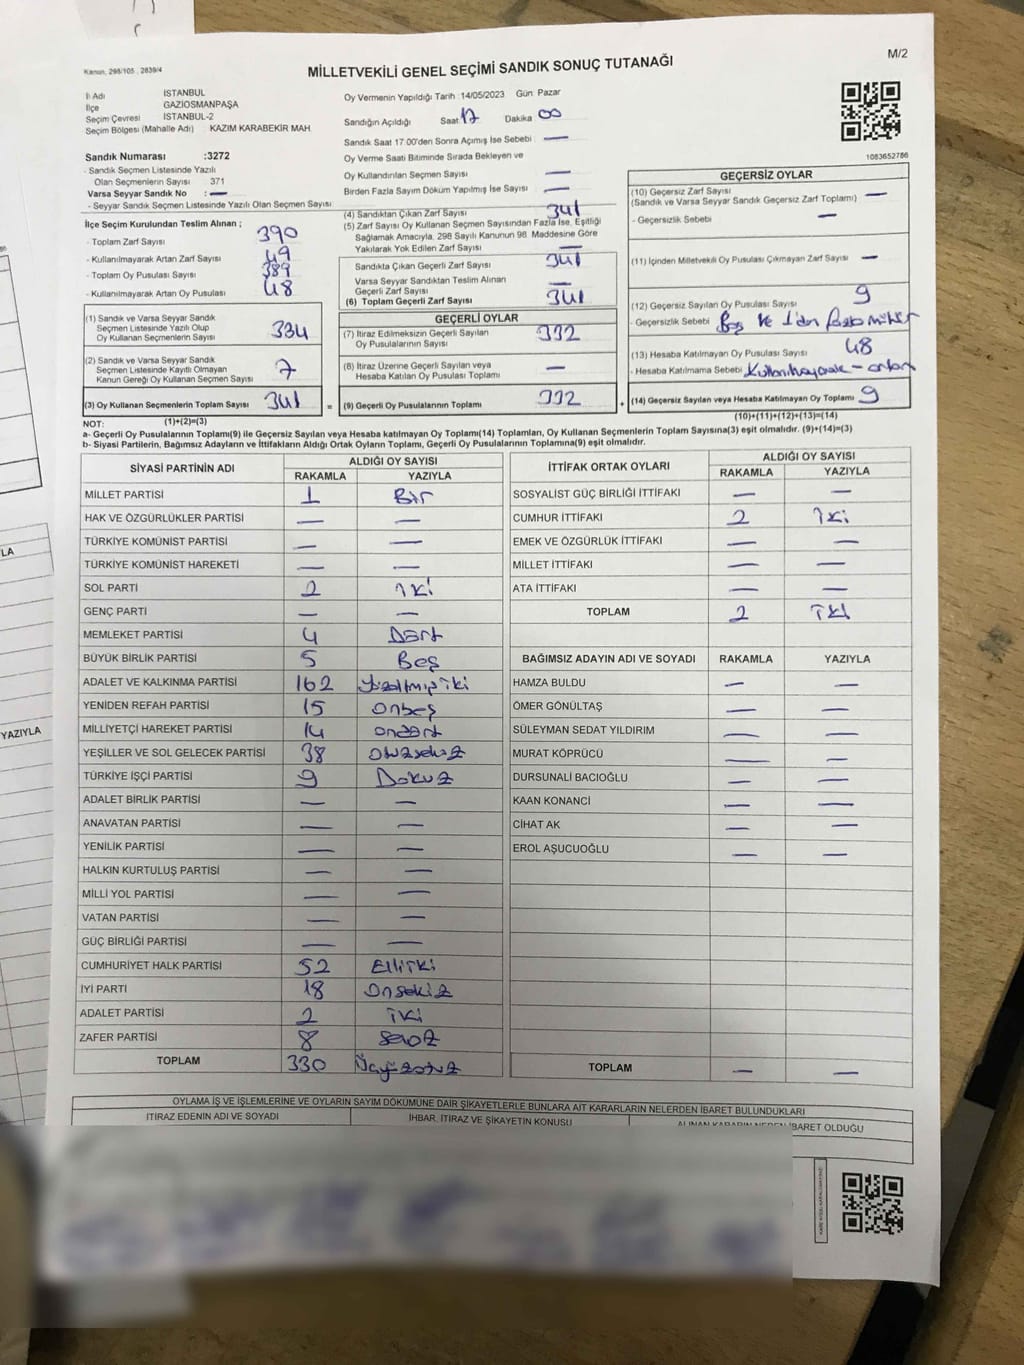 M/2
Kanun, 298/105 , 2839/4
MİLLETVEKİLİ GENEL SEÇİMİ SANDIK SONUÇ TUTANAĞI
İl Adı İSTANBUL
İlçe GAZİOSMANPAŞA
Seçim Çevresi İSTANBUL-2
Seçim Bölgesi (Mahalle Adı) : KAZIM KARABEKİR MAH.
Sandık Numarası :3272
- Sandık Seçmen Listesinde Yazılı
Olan Seçmenlerin Sayısı : 371
Varsa Seyyar Sandık No : —
- Seyyar Sandık Seçmen Listesinde Yazılı Olan Seçmen Sayısı
Oy Vermenin Yapıldığı Tarih :14/05/2023 Gün: Pazar
Sandığın Açıldığı Saat 17 Dakika 00
Sandık Saat 17.00'den Sonra Açımış İse Sebebi : —
Oy Verme Saati Bitiminde Sırada Bekleyen ve
Oy Kullandırılan Seçmen Sayısı —
Birden Fazla Sayım Döküm Yapılmış İse Sayısı —
1083652786
İlçe Seçim Kurulundan Teslim Alınan ;
- Toplam Zarf Sayısı 390
- Kullanılmayarak Artan Zarf Sayısı 49
- Toplam Oy Pusulası Sayısı 389
- Kullanılmayarak Artan Oy Pusulası 48
(1) Sandık ve Varsa Seyyar Sandık
Seçmen Listesinde Yazılı Olup
Oy Kullanan Seçmenlerin Sayısı 334
(2) Sandık ve Varsa Seyyar Sandık
Seçmen Listesinde Kayıtlı Olmayan
Kanun Gereği Oy Kullanan Seçmen Sayısı 7
(3) Oy Kullanan Seçmenlerin Toplam Sayısı 341 =
(4) Sandıktan Çıkan Zarf Sayısı 341
(5) Zarf Sayısı Oy Kullanan Seçmen Sayısından Fazla İse, Eşitliği
Sağlamak Amacıyla, 298 Sayılı Kanunun 98. Maddesine Göre
Yakılarak Yok Edilen Zarf Sayısı —
Sandıkta Çıkan Geçerli Zarf Sayısı 341
Varsa Seyyar Sandıktan Teslim Alınan
Geçerli Zarf Sayısı —
(6) Toplam Geçerli Zarf Sayısı 341
GEÇERLİ OYLAR
(7) İtiraz Edilmeksizin Geçerli Sayılan
Oy Pusulalarının Sayısı 332
(8) İtiraz Üzerine Geçerli Sayılan veya
Hesaba Katılan Oy Pusulalarının Toplamı —
(9) Geçerli Oy Pusulalarının Toplamı 332 +
GEÇERSİZ OYLAR
(10) Geçersiz Zarf Sayısı
(Sandık ve Varsa Seyyar Sandık Geçersiz Zarf Toplamı) —
- Geçersizlik Sebebi —
(11) İçinden Milletvekili Oy Pusulası Çıkmayan Zarf Sayısı —
(12) Geçersiz Sayılan Oy Pusulası Sayısı 9
- Geçersizlik Sebebi Boş ve 1'den fazla mühür
(13) Hesaba Katılmayan Oy Pusulası Sayısı 48
- Hesaba Katılmama Sebebi Kullanılmayarak - artan
(14) Geçersiz Sayılan veya Hesaba Katılmayan Oy Toplamı 9
NOT: (1)+(2)=(3) (10)+(11)+(12)+(13)=(14)
a- Geçerli Oy Pusulalarının Toplamı(9) ile Geçersiz Sayılan veya Hesaba katılmayan Oy Toplamı(14) Toplamları, Oy Kullanan Seçmenlerin Toplam Sayısına(3) eşit olmalıdır. (9)+(14)=(3)
b- Siyasi Partilerin, Bağımsız Adayların ve İttifakların Aldığı Ortak Oyların Toplamı, Geçerli Oy Pusulalarının Toplamına(9) eşit olmalıdır.
SİYASİ PARTİNİN ADI ALDIĞI OY SAYISI
RAKAMLA YAZIYLA
MİLLET PARTİSİ 1 Bir
HAK VE ÖZGÜRLÜKLER PARTİSİ — —
TÜRKİYE KOMÜNİST PARTİSİ — —
TÜRKİYE KOMÜNİST HAREKETİ — —
SOL PARTİ 2 İki
GENÇ PARTİ — —
MEMLEKET PARTİSİ 4 Dört
BÜYÜK BİRLİK PARTİSİ 5 Beş
ADALET VE KALKINMA PARTİSİ 162 Yüzaltmış iki
YENİDEN REFAH PARTİSİ 15 onbeş
MİLLİYETÇİ HAREKET PARTİSİ 14 ondört
YEŞİLLER VE SOL GELECEK PARTİSİ 38 otuzsekiz
TÜRKİYE İŞÇİ PARTİSİ 9 Dokuz
ADALET BİRLİK PARTİSİ — —
ANAVATAN PARTİSİ — —
YENİLİK PARTİSİ — —
HALKIN KURTULUŞ PARTİSİ — —
MİLLİ YOL PARTİSİ — —
VATAN PARTİSİ — —
GÜÇ BİRLİĞİ PARTİSİ — —
CUMHURİYET HALK PARTİSİ 52 Elliiki
İYİ PARTİ 18 Onsekiz
ADALET PARTİSİ 2 iki
ZAFER PARTİSİ 8 Sekiz
TOPLAM 330 Üçyüzotuz
İTTİFAK ORTAK OYLARI ALDIĞI OY SAYISI
RAKAMLA YAZIYLA
SOSYALİST GÜÇ BİRLİĞİ İTTİFAKI — —
CUMHUR İTTİFAKI 2 İki
EMEK VE ÖZGÜRLÜK İTTİFAKI — —
MİLLET İTTİFAKI — —
ATA İTTİFAKI — —
TOPLAM 2 İki
BAĞIMSIZ ADAYIN ADI VE SOYADI RAKAMLA YAZIYLA
HAMZA BULDU — —
ÖMER GÖNÜLTAŞ — —
SÜLEYMAN SEDAT YILDIRIM — —
MURAT KÖPRÜCÜ — —
DURSUNALİ BACIOĞLU — —
KAAN KONANCİ — —
CİHAT AK — —
EROL AŞUCUOĞLU — —
TOPLAM — —
OYLAMA İŞ VE İŞLEMLERİNE VE OYLARIN SAYIM DÖKÜMÜNE DAİR ŞİKAYETLERLE BUNLARA AİT KARARLARIN NELERDEN İBARET BULUNDUKLARI
İTİRAZ EDENİN ADI VE SOYADI İHBAR, İTİRAZ VE ŞİKAYETİN KONUSU ALINAN KARARIN NEDEN İBARET OLDUĞU
LA
YAZIYLA